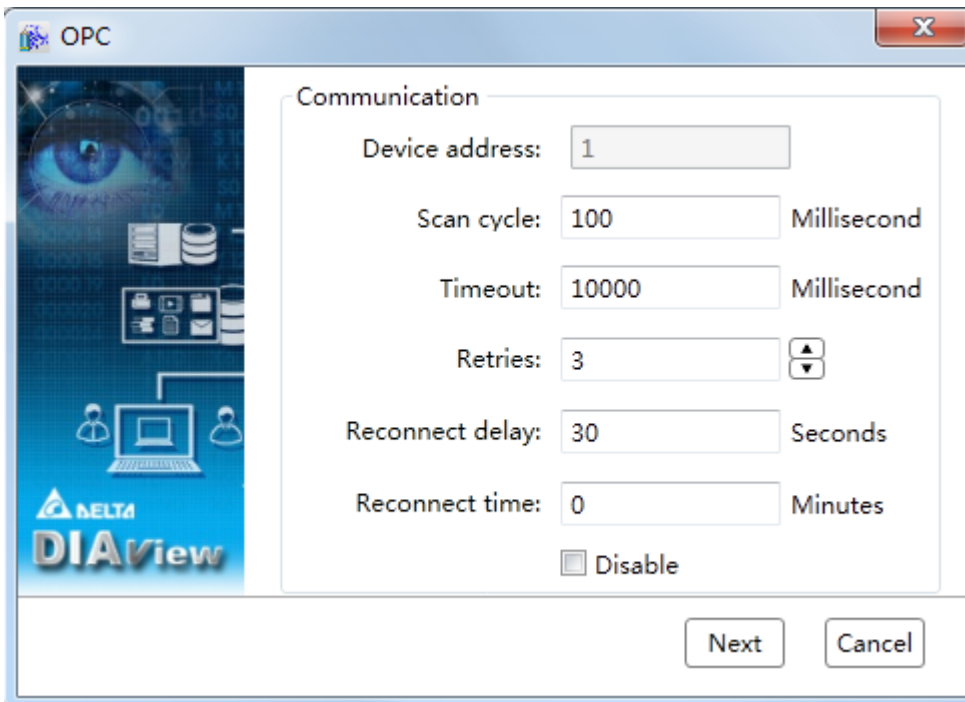 OPC
Communication
Device address: 1
Scan cycle: 100 Millisecond
Timeout: 10000 Millisecond
Retries: 3
Reconnect delay: 30 Seconds
Reconnect time: 0 Minutes
Disable
DELTA
DIAView
Next Cancel